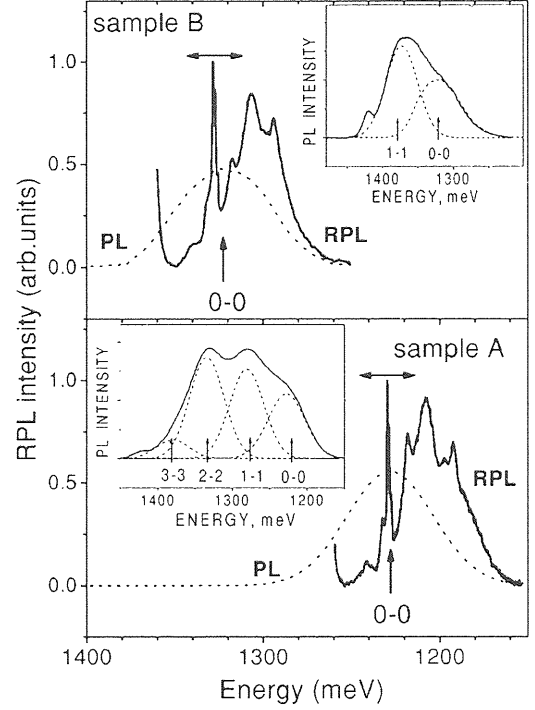 sample B
PL INTENSITY
1-1 0-0
1400 1300
ENERGY, meV
1.0
0.5
0.0
PL
RPL
0-0
RPL intensity (arb.units)
sample A
PL INTENSITY
3-3 2-2 1-1 0-0
1400 1300 1200
ENERGY, meV
1.0
0.5
0.0
PL
RPL
0-0
1400 1300 1200
Energy (meV)